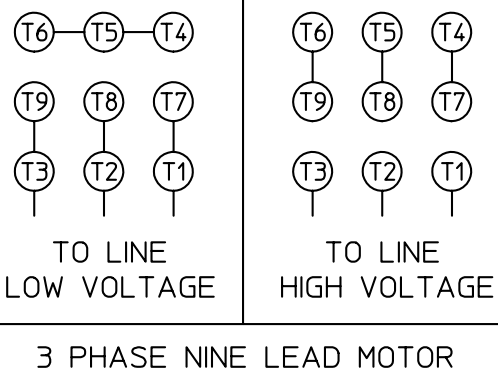 T6 T5 T4
T9 T8 T7
T3 T2 T1
TO LINE
LOW VOLTAGE
T6 T5 T4
T9 T8 T7
T3 T2 T1
TO LINE
HIGH VOLTAGE
3 PHASE NINE LEAD MOTOR